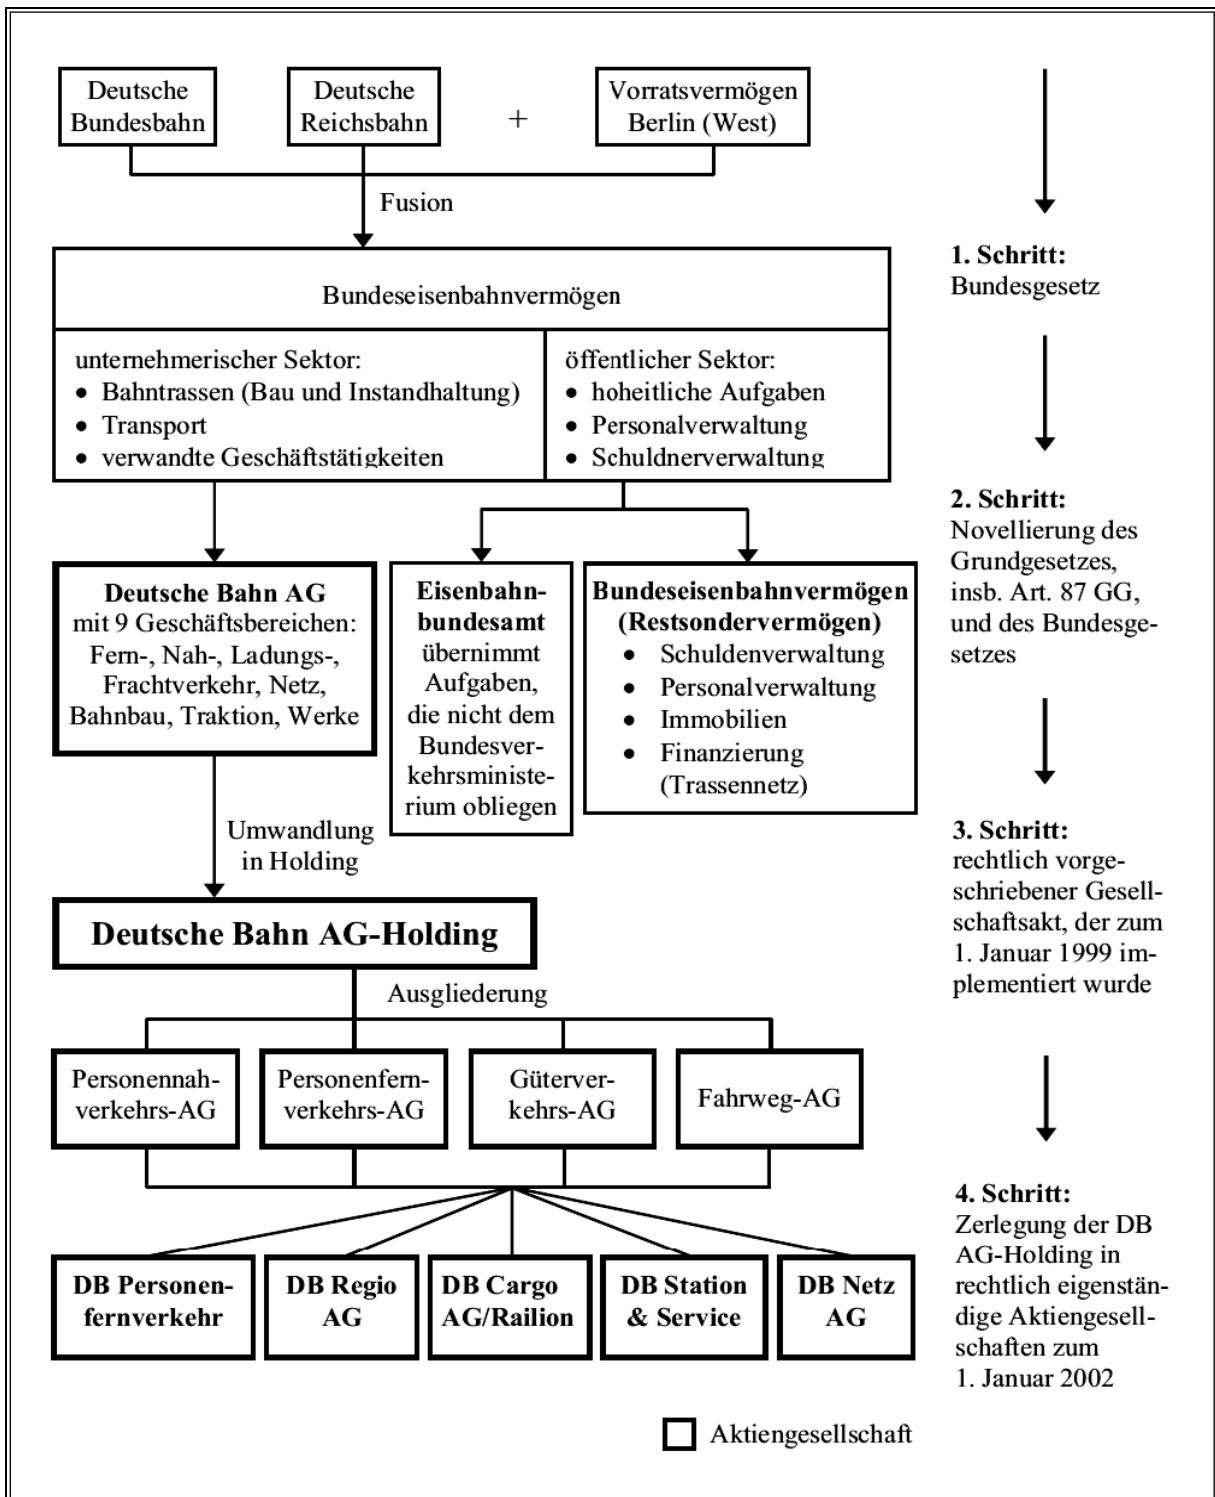 Deutsche
Bundesbahn
Deutsche
Reichsbahn
+
Vorratsvermögen
Berlin (West)
Fusion
Bundeseisenbahnvermögen
unternehmerischer Sektor:
• Bahntrassen (Bau und Instandhaltung)
• Transport
• verwandte Geschäftstätigkeiten
öffentlicher Sektor:
• hoheitliche Aufgaben
• Personalverwaltung
• Schuldnerverwaltung
Deutsche Bahn AG
mit 9 Geschäftsbereichen:
Fern-, Nah-, Ladungs-,
Frachtverkehr, Netz,
Bahnbau, Traktion, Werke
Eisenbahn-
bundesamt
übernimmt
Aufgaben,
die nicht dem
Bundesver-
kehrsministe-
rium obliegen
Bundeseisenbahnvermögen
(Restsondervermögen)
• Schuldenverwaltung
• Personalverwaltung
• Immobilien
• Finanzierung
(Trassennetz)
Umwandlung
in Holding
Deutsche Bahn AG-Holding
Ausgliederung
Personennah-
verkehrs-AG
Personenfern-
verkehrs-AG
Güterver-
kehrs-AG
Fahrweg-AG
DB Personen-
fernverkehr
DB Regio
AG
DB Cargo
AG/Railion
DB Station
& Service
DB Netz
AG
1. Schritt:
Bundesgesetz
2. Schritt:
Novellierung des
Grundgesetzes,
insb. Art. 87 GG,
und des Bundesge-
setzes
3. Schritt:
rechtlich vorge-
schriebener Gesell-
schaftsakt, der zum
1. Januar 1999 im-
plementiert wurde
4. Schritt:
Zerlegung der DB
AG-Holding in
rechtlich eigenstän-
dige Aktiengesell-
schaften zum
1. Januar 2002
Aktiengesellschaft